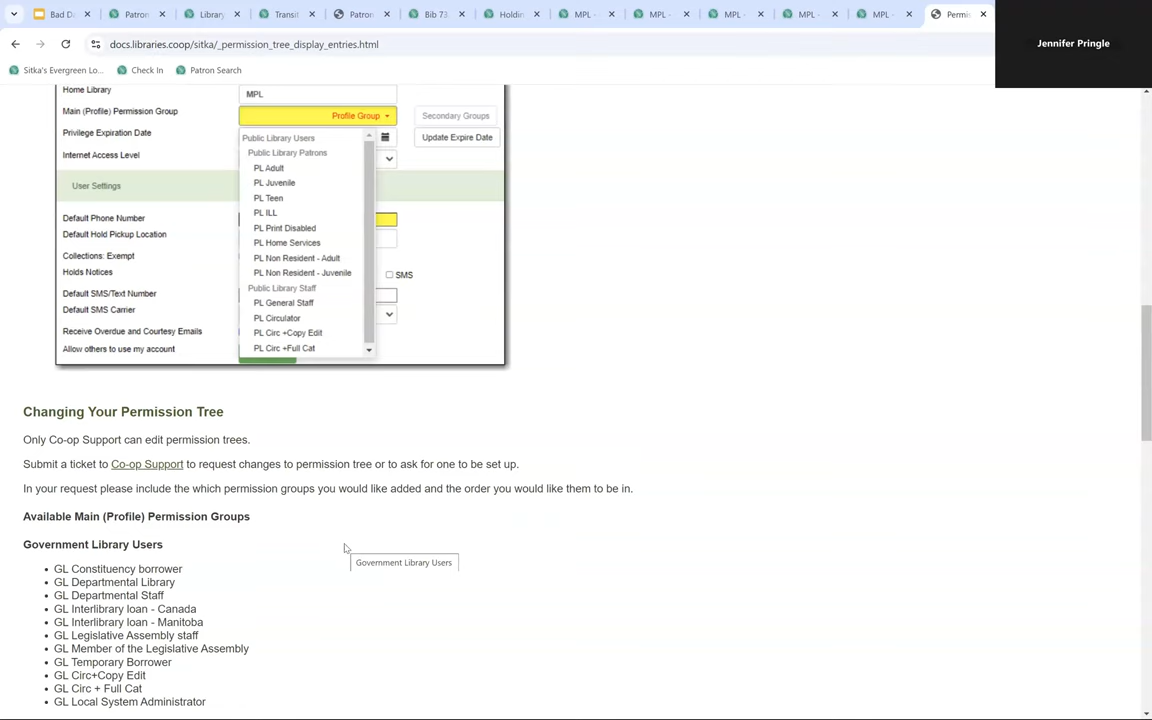 Bad Da
Patron
Library
Transit
Patron
Bib 73
Holdin
MPL -
MPL -
MPL -
MPL -
MPL -
Permis
docs.libraries.coop/sitka/_permission_tree_display_entries.html
Jennifer Pringle
Sitka's Evergreen Lo...
Check In
Patron Search
Home Library
MPL
Main (Profile) Permission Group
Profile Group
Secondary Groups
Privilege Expiration Date
Update Expire Date
Internet Access Level
Public Library Users
Public Library Patrons
PL Adult
PL Juvenile
PL Teen
PL ILL
PL Print Disabled
PL Home Services
PL Non Resident - Adult
PL Non Resident - Juvenile
Public Library Staff
PL General Staff
PL Circulator
PL Circ +Copy Edit
PL Circ +Full Cat
User Settings
Default Phone Number
Default Hold Pickup Location
Collections: Exempt
Holds Notices
SMS
Default SMS/Text Number
Default SMS Carrier
Receive Overdue and Courtesy Emails
Allow others to use my account
Changing Your Permission Tree
Only Co-op Support can edit permission trees.
Submit a ticket to Co-op Support to request changes to permission tree or to ask for one to be set up.
In your request please include the which permission groups you would like added and the order you would like them to be in.
Available Main (Profile) Permission Groups
Government Library Users
Government Library Users
GL Constituency borrower
GL Departmental Library
GL Departmental Staff
GL Interlibrary loan - Canada
GL Interlibrary loan - Manitoba
GL Legislative Assembly staff
GL Member of the Legislative Assembly
GL Temporary Borrower
GL Circ+Copy Edit
GL Circ + Full Cat
GL Local System Administrator